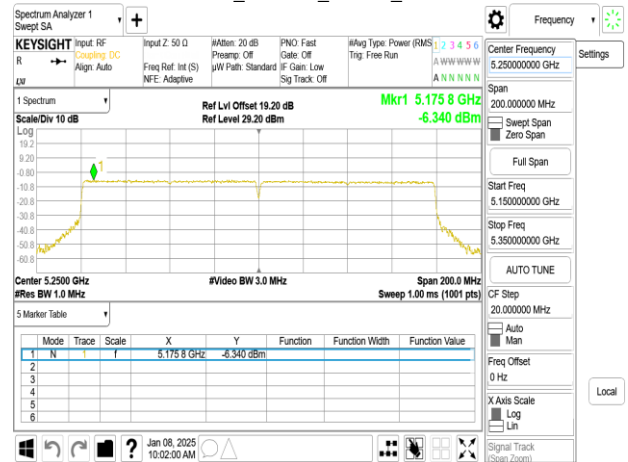 Spectrum Analyzer 1
Swept SA
Frequency
KEYSIGHT
R
Input: RF
Coupling: DC
Align: Auto
Input Z: 50 Ω
Freq Ref: Int (S)
NFE: Adaptive
#Atten: 20 dB
Preamp: Off
µW Path: Standard
PNO: Fast
Gate: Off
IF Gain: Low
Sig Track: Off
#Avg Type: Power (RMS
Trig: Free Run
1 2 3 4 5 6
A W W W W W
A N N N N N
1 Spectrum
Scale/Div 10 dB
Ref Lvl Offset 19.20 dB
Ref Level 29.20 dBm
Mkr1 5.175 8 GHz
-6.340 dBm
Log
19.2
9.20
-0.80
-10.8
-20.8
-30.8
-40.8
-50.8
-60.8
1
Center 5.2500 GHz
#Res BW 1.0 MHz
#Video BW 3.0 MHz
Span 200.0 MHz
Sweep 1.00 ms (1001 pts)
5 Marker Table
Mode Trace Scale X Y Function Function Width Function Value
1 N 1 f 5.175 8 GHz -6.340 dBm
2
3
4
5
6
Jan 08, 2025
10:02:00 AM
Center Frequency
5.250000000 GHz
Span
200.000000 MHz
Swept Span
Zero Span
Full Span
Start Freq
5.150000000 GHz
Stop Freq
5.350000000 GHz
AUTO TUNE
CF Step
20.000000 MHz
Auto
Man
Freq Offset
0 Hz
X Axis Scale
Log
Lin
Signal Track
(Span Zoom)
Settings
Local